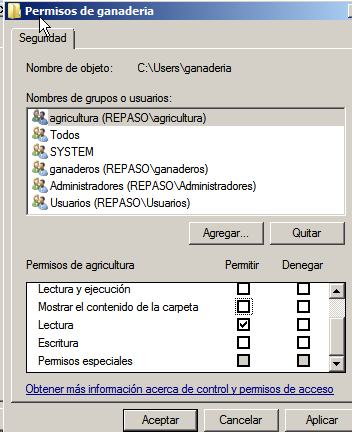 Permisos de ganaderia
Seguridad
Nombre de objeto: C:\Users\ganaderia
Nombres de grupos o usuarios:
agricultura (REPASO\agricultura)
Todos
SYSTEM
ganaderos (REPASO\ganaderos)
Administradores (REPASO\Administradores)
Usuarios (REPASO\Usuarios)
Agregar... Quitar
Permisos de agricultura Permitir Denegar
Lectura y ejecución
Mostrar el contenido de la carpeta
Lectura
Escritura
Permisos especiales
Obtener más información acerca de control y permisos de acceso
Aceptar Cancelar Aplicar